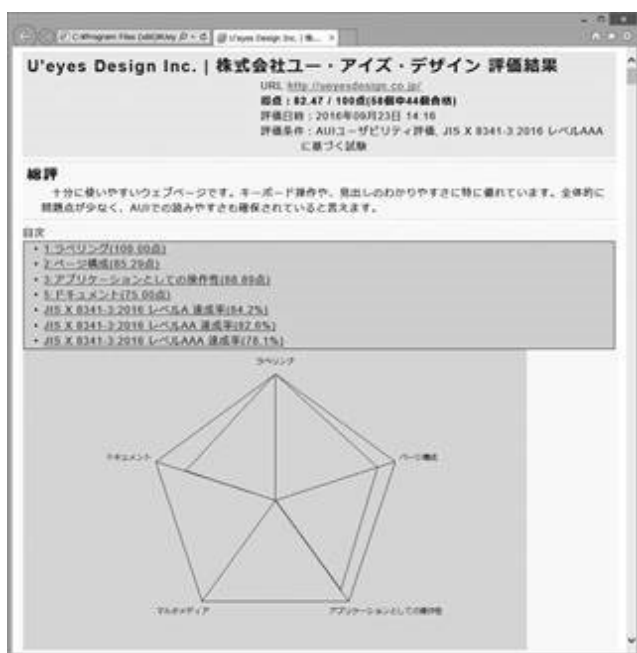 U'eyes Design Inc. | 株...
U'eyes Design Inc. | 株式会社ユー・アイズ・デザイン 評価結果
URL http://ueyesdesign.co.jp/
得点：82.47 / 100点(58個中44個合格)
評価日時：2016年09月23日 14:16
評価条件：AUIユーザビリティ評価, JIS X 8341-3:2016 レベルAAA
に基づく試験
総評
十分に使いやすいウェブページです。キーボード操作や、見出しのわかりやすさに特に優れています。全体的に
問題点が少なく、AUIでの読みやすさも確保されていると言えます。
目次
・1:ラベリング(100.00点)
・2:ページ構成(85.29点)
・3:アプリケーションとしての操作性(88.89点)
・5:ドキュメント(75.00点)
・JIS X 8341-3:2016 レベルA 達成率(84.2%)
・JIS X 8341-3:2016 レベルAA 達成率(82.6%)
・JIS X 8341-3:2016 レベルAAA 達成率(78.1%)
ラベリング
ドキュメント
ページ構成
マルチメディア
アプリケーションとしての操作性